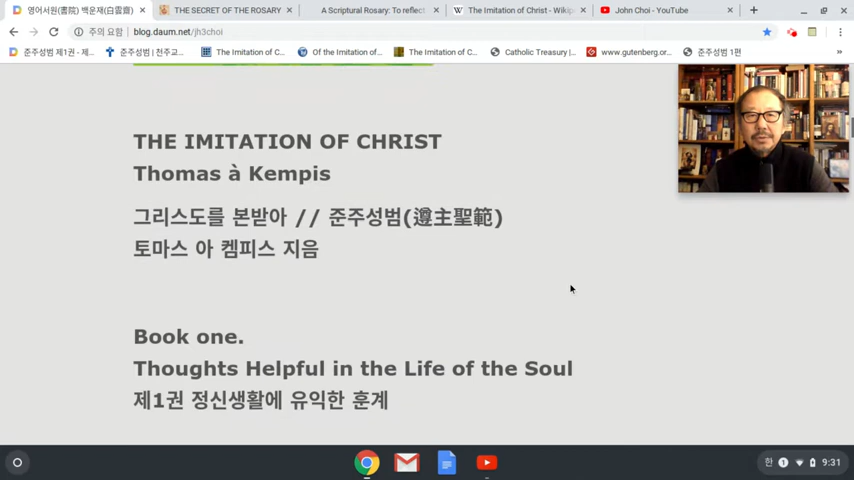 영어서원(書院) 백운재(白雲齋)
THE SECRET OF THE ROSARY
A Scriptural Rosary: To reflect
The Imitation of Christ - Wikip
John Choi - YouTube
주의 요함
blog.daum.net/jh3choi
준주성범 제1권 - 제...
준주성범 | 천주교...
The Imitation of C...
Of the Imitation of...
The Imitation of C...
Catholic Treasury |...
www.gutenberg.org...
준주성범 1편
THE IMITATION OF CHRIST
Thomas à Kempis
그리스도를 본받아 // 준주성범(遵主聖範)
토마스 아 켐피스 지음
Book one.
Thoughts Helpful in the Life of the Soul
제1권 정신생활에 유익한 훈계
한
1
9:31